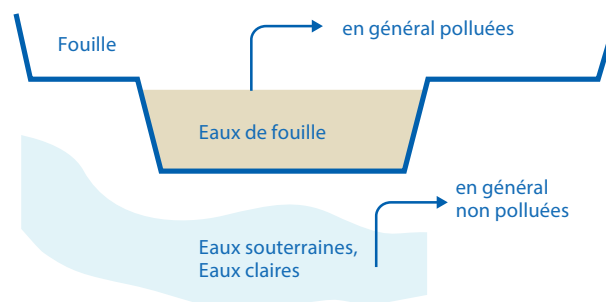 en général polluées
Fouille
Eaux de fouille
en général
non polluées
Eaux souterraines,
Eaux claires